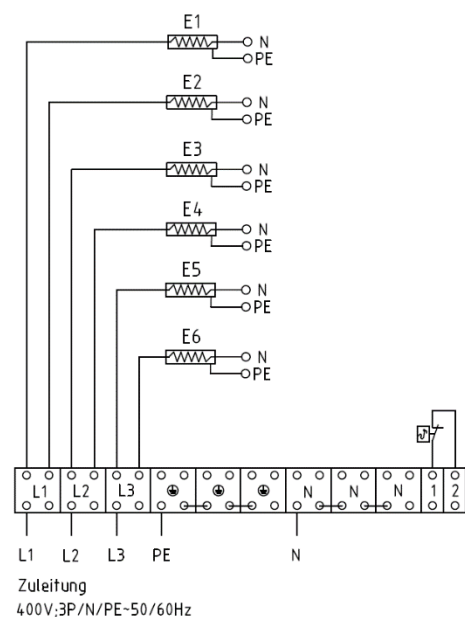 E1
N
PE
E2
N
PE
E3
N
PE
E4
N
PE
E5
N
PE
E6
N
PE
ϑ
L1 L2 L3 N N N 1 2
L1 L2 L3 PE N
Zuleitung
400V;3P/N/PE~50/60Hz